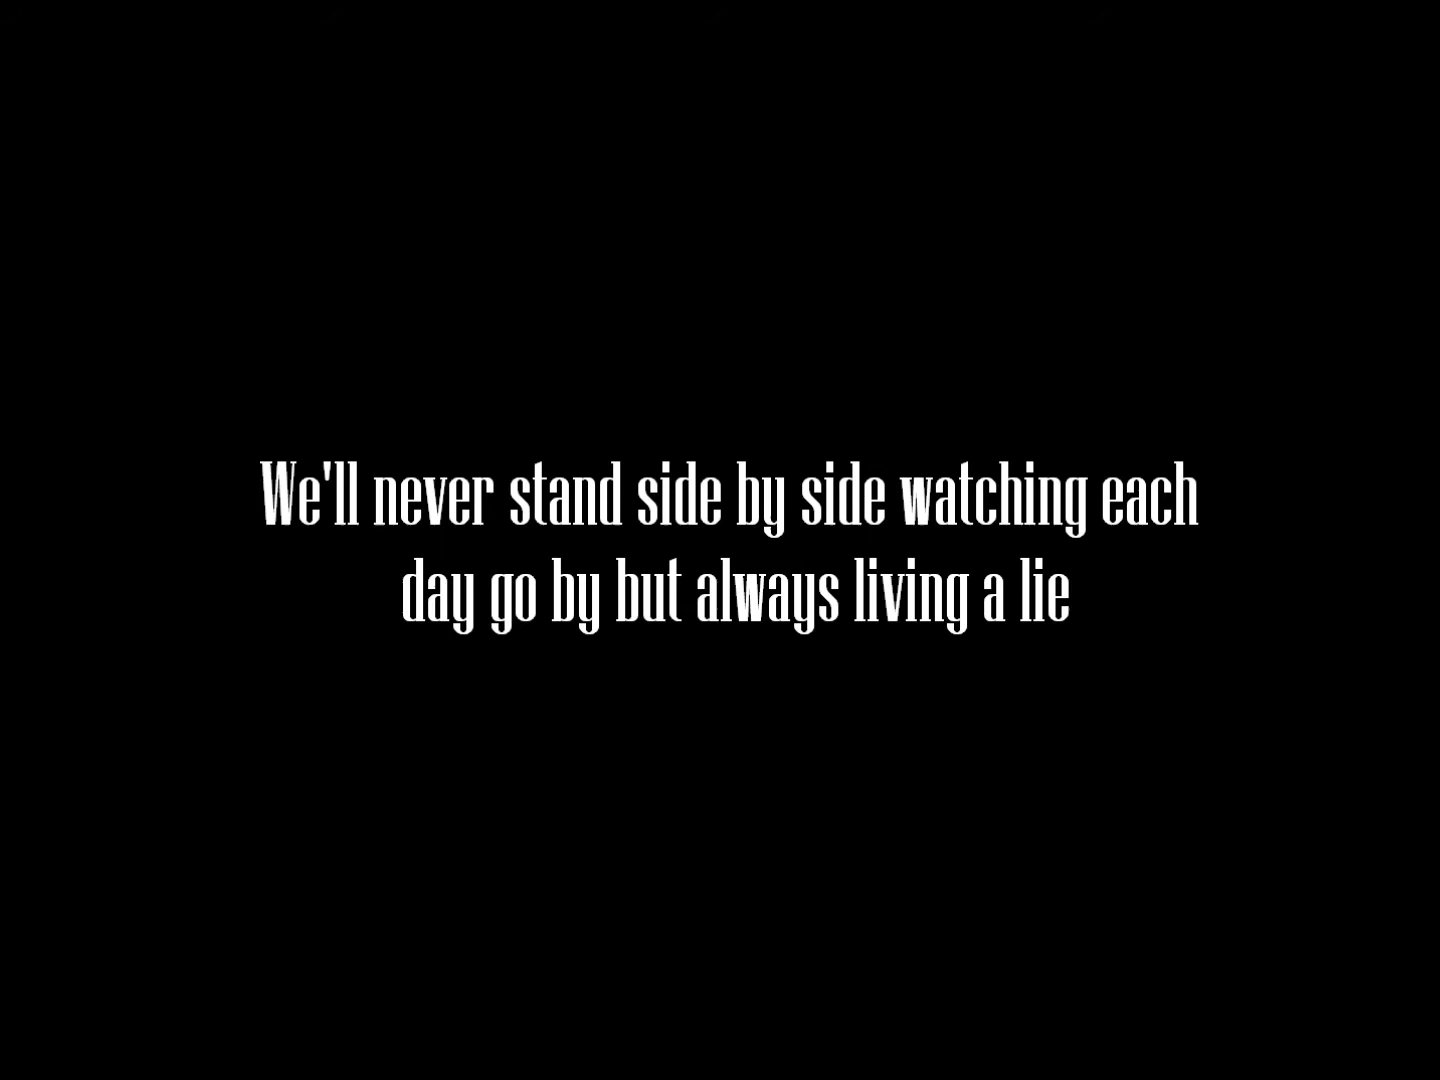 We'll never stand side by side watching each
day go by but always living a lie